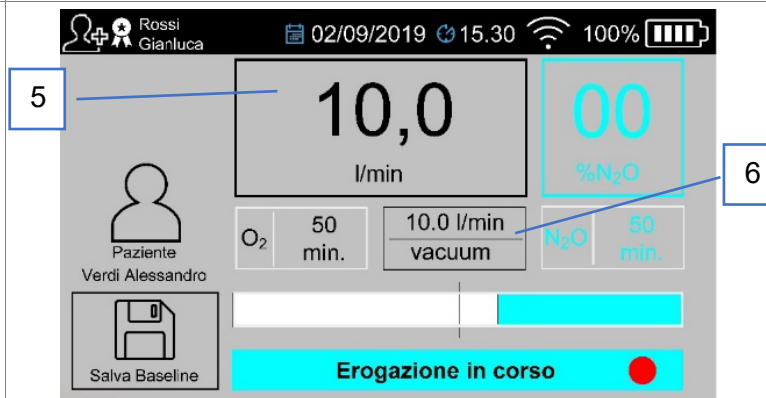 Rossi
Gianluca
02/09/2019 15.30 100%
5
10,0
l/min
00
%N₂O
6
O₂ 50 min.
10.0 l/min
vacuum
N₂O 50 min.
Paziente
Verdi Alessandro
Salva Baseline
Erogazione in corso